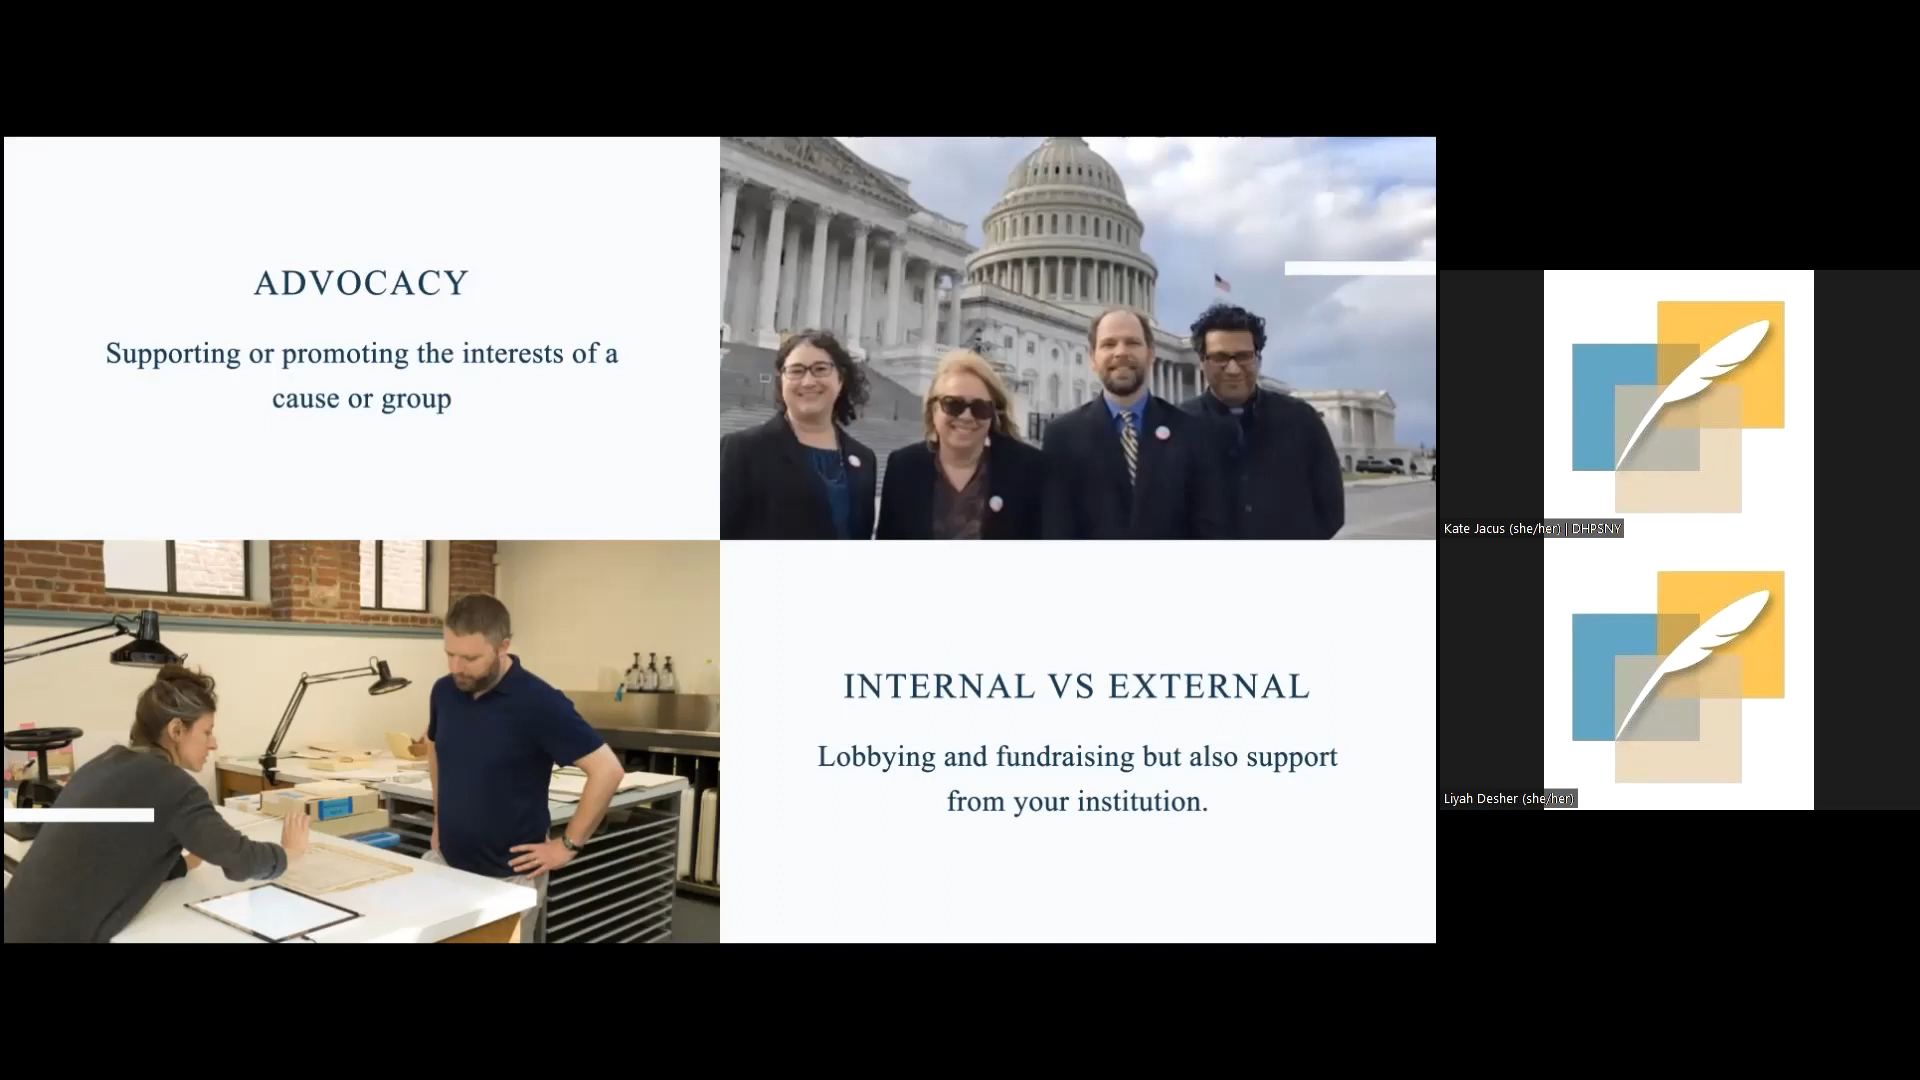 ADVOCACY
Supporting or promoting the interests of a
cause or group
INTERNAL VS EXTERNAL
Lobbying and fundraising but also support
from your institution.
Kate Jacus (she/her) | DHPSNY
Liyah Desher (she/her)